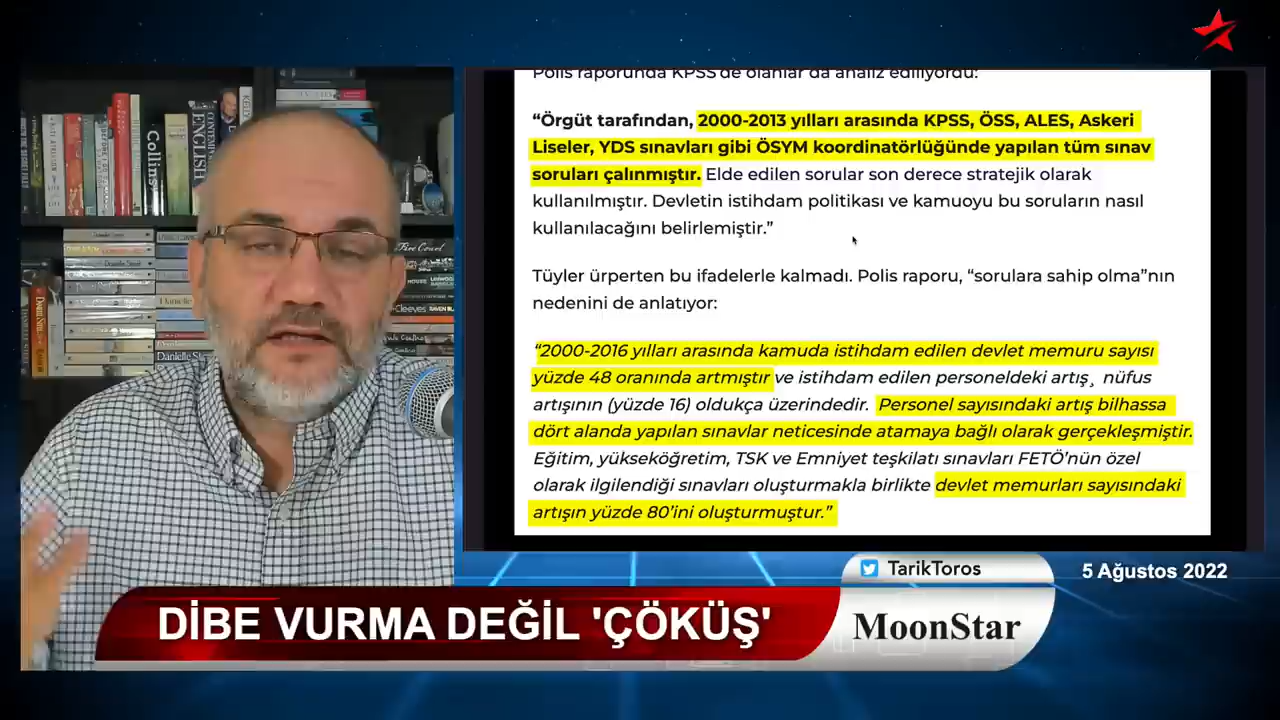 Polis raporunda KPSS'de olanlar da analiz ediliyordu:
“Örgüt tarafından, 2000-2013 yılları arasında KPSS, ÖSS, ALES, Askeri
Liseler, YDS sınavları gibi ÖSYM koordinatörlüğünde yapılan tüm sınav
soruları çalınmıştır. Elde edilen sorular son derece stratejik olarak
kullanılmıştır. Devletin istihdam politikası ve kamuoyu bu soruların nasıl
kullanılacağını belirlemiştir.”
Tüyler ürperten bu ifadelerle kalmadı. Polis raporu, “sorulara sahip olma”nın
nedenini de anlatıyor:
“2000-2016 yılları arasında kamuda istihdam edilen devlet memuru sayısı
yüzde 48 oranında artmıştır ve istihdam edilen personeldeki artış¸ nüfus
artışının (yüzde 16) oldukça üzerindedir. Personel sayısındaki artış bilhassa
dört alanda yapılan sınavlar neticesinde atamaya bağlı olarak gerçekleşmiştir.
Eğitim, yükseköğretim, TSK ve Emniyet teşkilatı sınavları FETÖ’nün özel
olarak ilgilendiği sınavları oluşturmakla birlikte devlet memurları sayısındaki
artışın yüzde 80’ini oluşturmuştur.”
TarikToros
5 Ağustos 2022
DİBE VURMA DEĞİL 'ÇÖKÜŞ'
MoonStar
Collins
ENGLISH
Danielle Steel